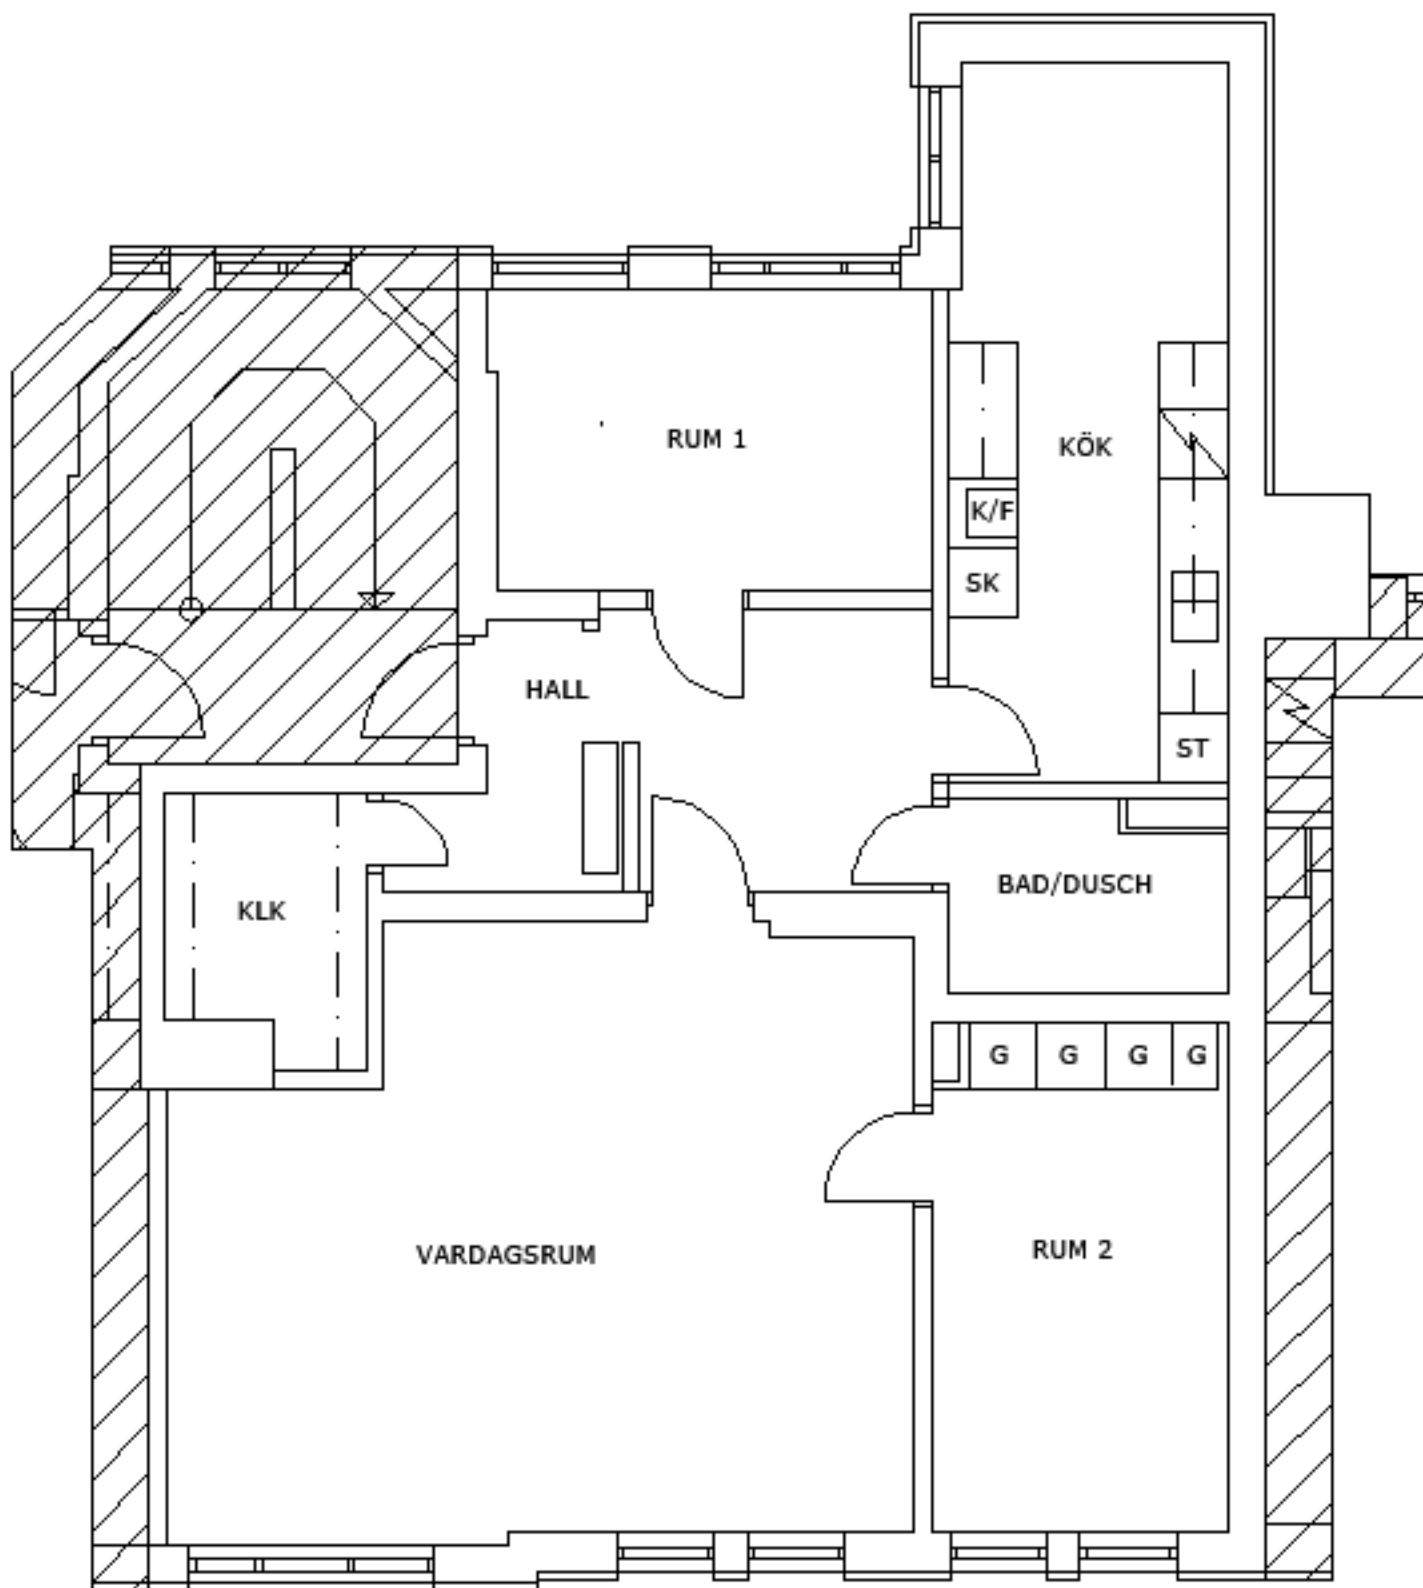 RUM 1
KÖK
K/F
SK
HALL
ST
BAD/DUSCH
KLK
G G G G
RUM 2
VARDAGSRUM